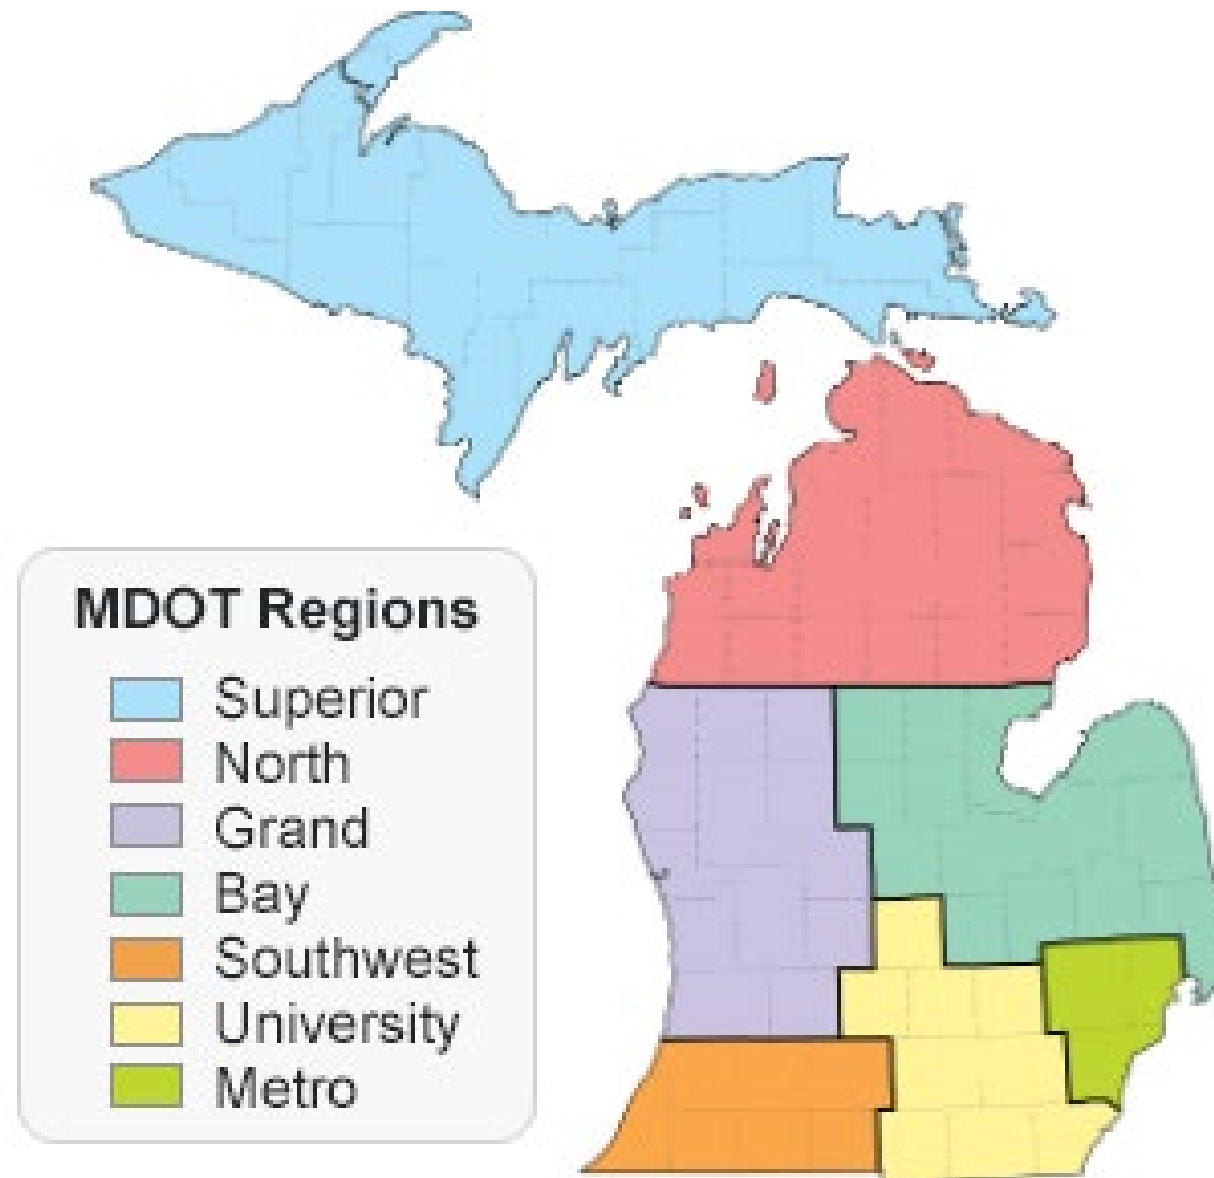 MDOT Regions
Superior
North
Grand
Bay
Southwest
University
Metro